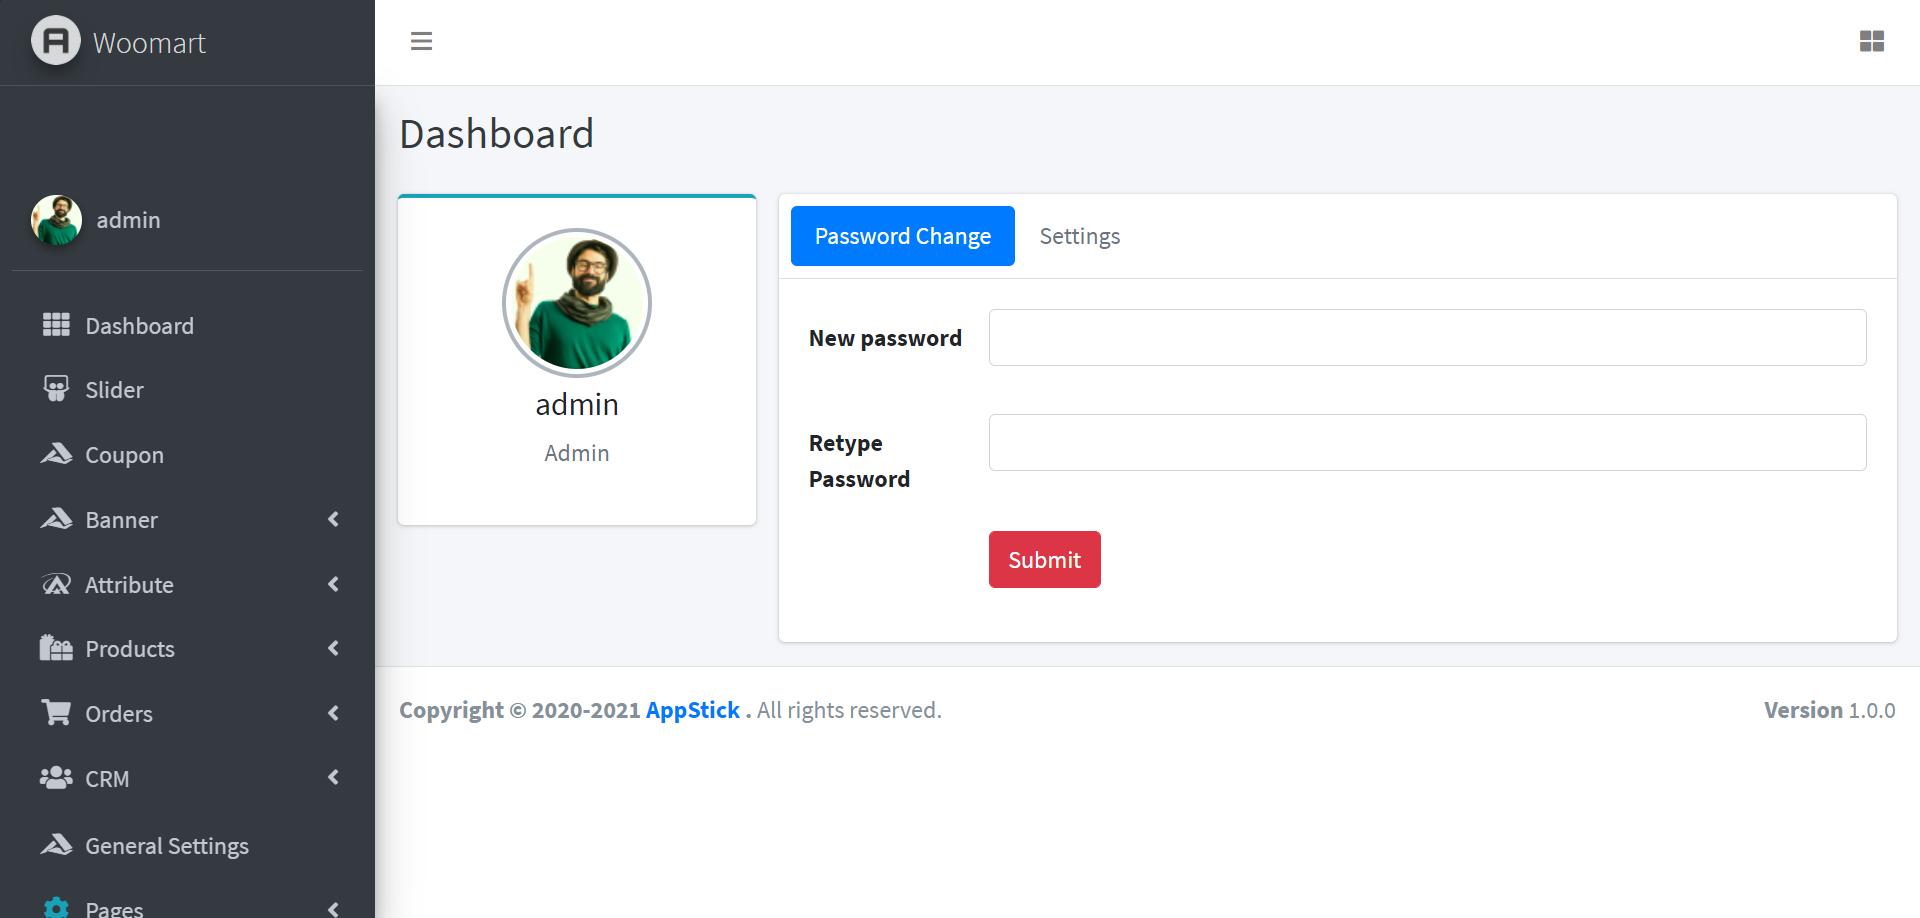 Woomart
admin
Dashboard
Slider
Coupon
Banner
Attribute
Products
Orders
CRM
General Settings
Pages
Dashboard
admin
Admin
Password Change
Settings
New password
Retype
Password
Submit
Copyright © 2020-2021 AppStick . All rights reserved.
Version 1.0.0